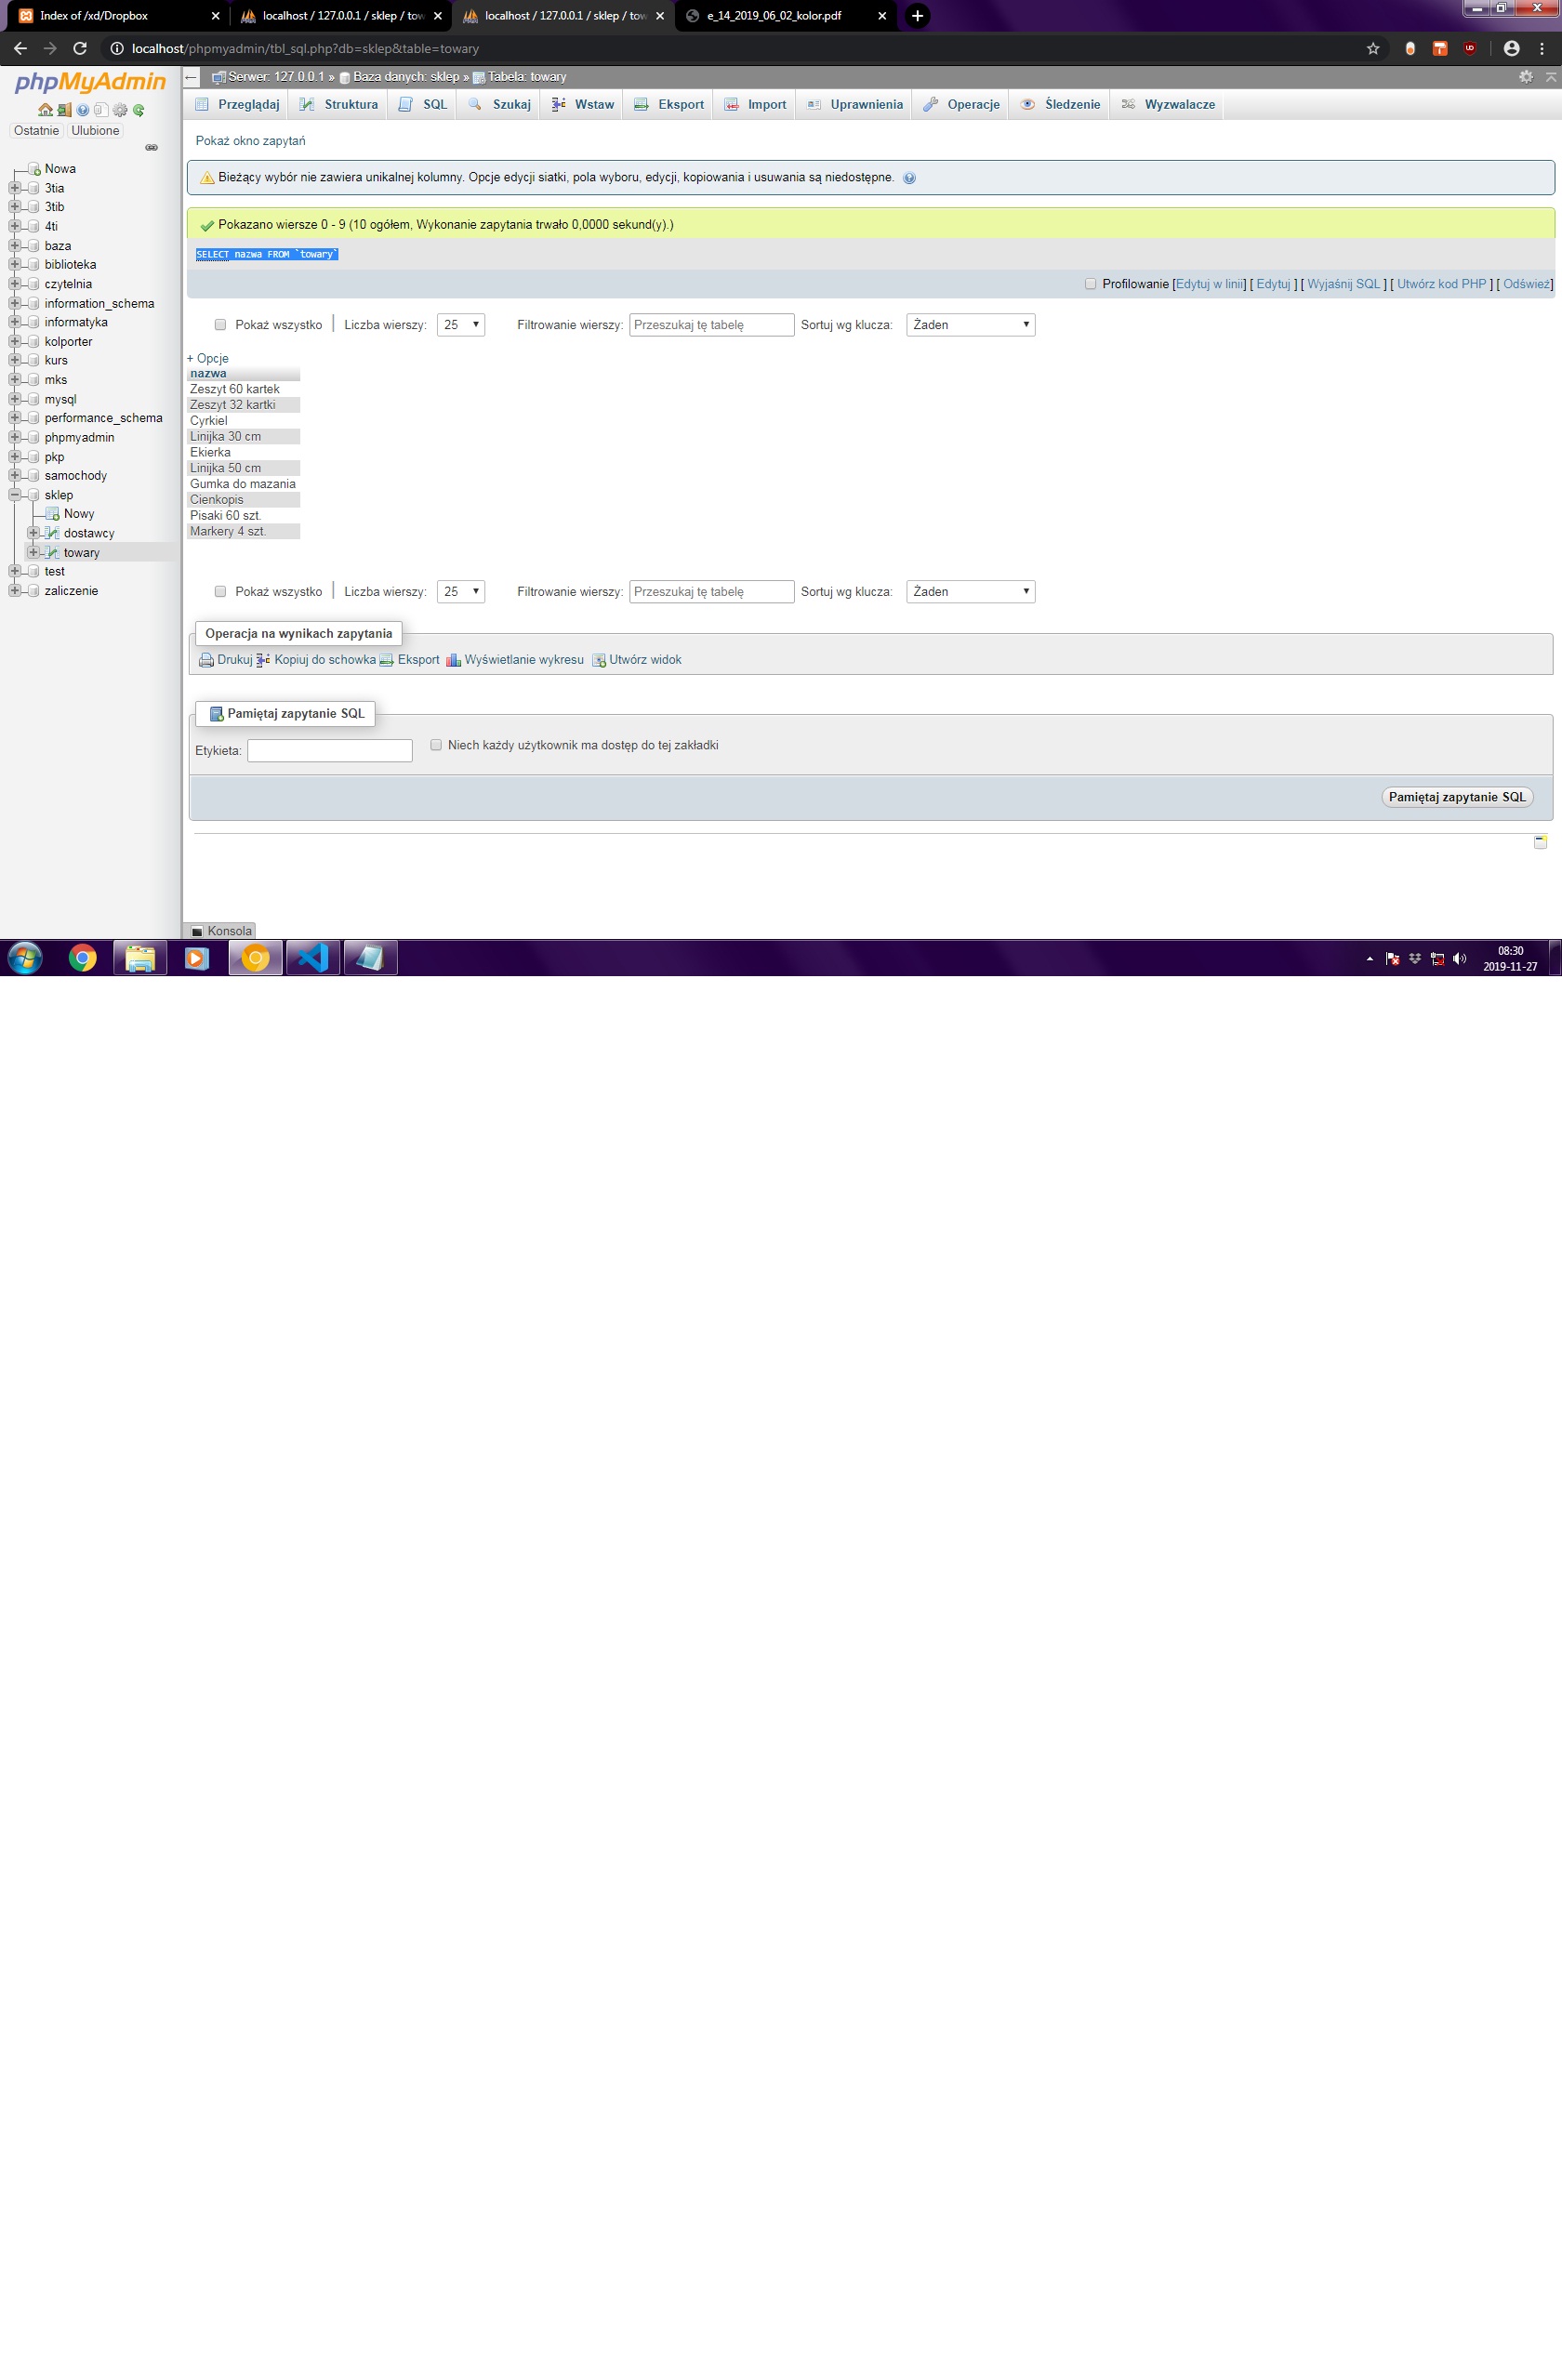 Index of /xd/Dropbox
localhost / 127.0.0.1 / sklep / tow
localhost / 127.0.0.1 / sklep / tow
e_14_2019_06_02_kolor.pdf
localhost/phpmyadmin/tbl_sql.php?db=sklep&table=towary
phpMyAdmin
Ostatnie Ulubione
Nowa
3tia
3tib
4ti
baza
biblioteka
czytelnia
information_schema
informatyka
kolporter
kurs
mks
mysql
performance_schema
phpmyadmin
pkp
samochody
sklep
Nowy
dostawcy
towary
test
zaliczenie
Serwer: 127.0.0.1 » Baza danych: sklep » Tabela: towary
Przeglądaj Struktura SQL Szukaj Wstaw Eksport Import Uprawnienia Operacje Śledzenie Wyzwalacze
Pokaż okno zapytań
Bieżący wybór nie zawiera unikalnej kolumny. Opcje edycji siatki, pola wyboru, edycji, kopiowania i usuwania są niedostępne.
Pokazano wiersze 0 - 9 (10 ogółem, Wykonanie zapytania trwało 0,0000 sekund(y).)
SELECT nazwa FROM `towary`
Profilowanie [Edytuj w linii] [ Edytuj ] [ Wyjaśnij SQL ] [ Utwórz kod PHP ] [ Odśwież]
Pokaż wszystko Liczba wierszy: 25 Filtrowanie wierszy: Przeszukaj tę tabelę Sortuj wg klucza: Żaden
+ Opcje
nazwa
Zeszyt 60 kartek
Zeszyt 32 kartki
Cyrkiel
Linijka 30 cm
Ekierka
Linijka 50 cm
Gumka do mazania
Cienkopis
Pisaki 60 szt.
Markery 4 szt.
Pokaż wszystko Liczba wierszy: 25 Filtrowanie wierszy: Przeszukaj tę tabelę Sortuj wg klucza: Żaden
Operacja na wynikach zapytania
Drukuj Kopiuj do schowka Eksport Wyświetlanie wykresu Utwórz widok
Pamiętaj zapytanie SQL
Etykieta: Niech każdy użytkownik ma dostęp do tej zakładki
Pamiętaj zapytanie SQL
Konsola
08:30
2019-11-27